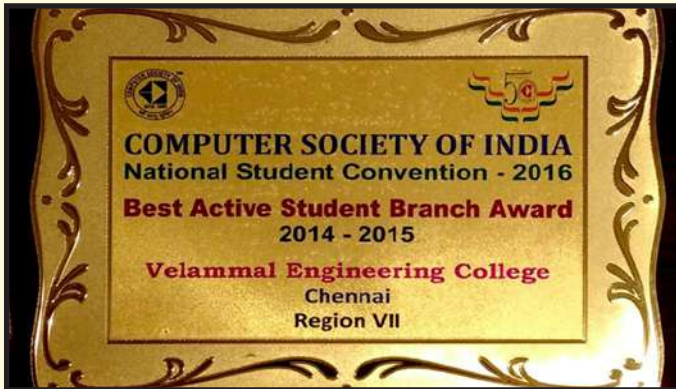 COMPUTER SOCIETY OF INDIA
National Student Convention - 2016
Best Active Student Branch Award
2014 - 2015
Velammal Engineering College
Chennai
Region VII